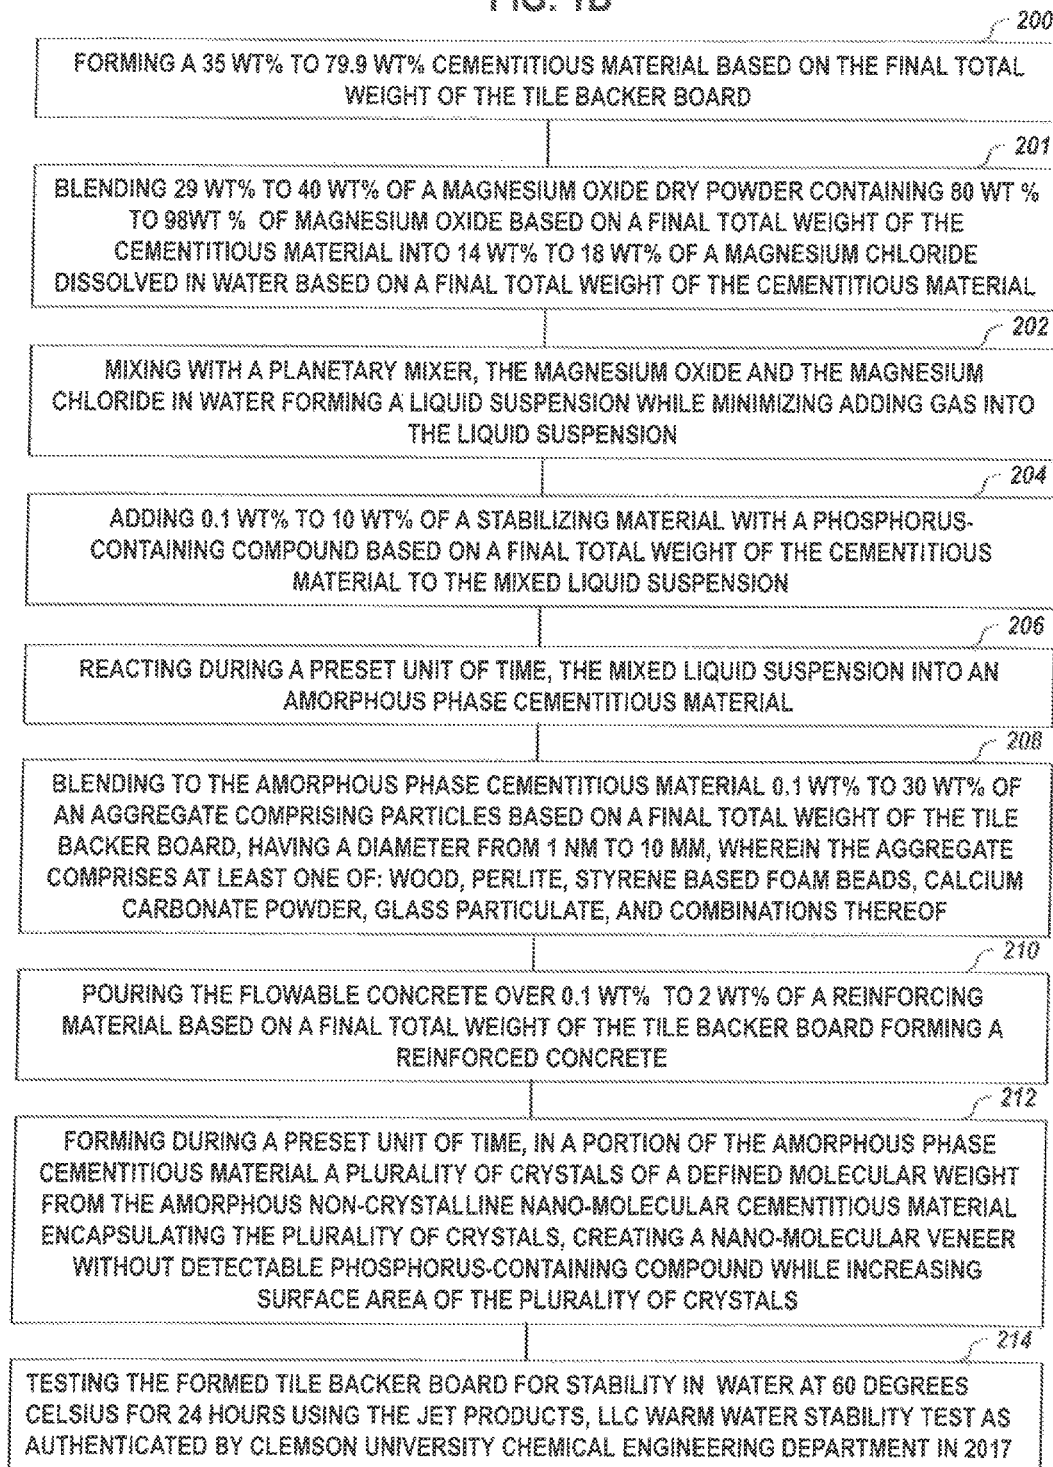 FIG. 1B
200
FORMING A 35 WT% TO 79.9 WT% CEMENTITIOUS MATERIAL BASED ON THE FINAL TOTAL
WEIGHT OF THE TILE BACKER BOARD
201
BLENDING 29 WT% TO 40 WT% OF A MAGNESIUM OXIDE DRY POWDER CONTAINING 80 WT %
TO 98WT % OF MAGNESIUM OXIDE BASED ON A FINAL TOTAL WEIGHT OF THE
CEMENTITIOUS MATERIAL INTO 14 WT% TO 18 WT% OF A MAGNESIUM CHLORIDE
DISSOLVED IN WATER BASED ON A FINAL TOTAL WEIGHT OF THE CEMENTITIOUS MATERIAL
202
MIXING WITH A PLANETARY MIXER, THE MAGNESIUM OXIDE AND THE MAGNESIUM
CHLORIDE IN WATER FORMING A LIQUID SUSPENSION WHILE MINIMIZING ADDING GAS INTO
THE LIQUID SUSPENSION
204
ADDING 0.1 WT% TO 10 WT% OF A STABILIZING MATERIAL WITH A PHOSPHORUS-
CONTAINING COMPOUND BASED ON A FINAL TOTAL WEIGHT OF THE CEMENTITIOUS
MATERIAL TO THE MIXED LIQUID SUSPENSION
206
REACTING DURING A PRESET UNIT OF TIME, THE MIXED LIQUID SUSPENSION INTO AN
AMORPHOUS PHASE CEMENTITIOUS MATERIAL
208
BLENDING TO THE AMORPHOUS PHASE CEMENTITIOUS MATERIAL 0.1 WT% TO 30 WT% OF
AN AGGREGATE COMPRISING PARTICLES BASED ON A FINAL TOTAL WEIGHT OF THE TILE
BACKER BOARD, HAVING A DIAMETER FROM 1 NM TO 10 MM, WHEREIN THE AGGREGATE
COMPRISES AT LEAST ONE OF: WOOD, PERLITE, STYRENE BASED FOAM BEADS, CALCIUM
CARBONATE POWDER, GLASS PARTICULATE, AND COMBINATIONS THEREOF
210
POURING THE FLOWABLE CONCRETE OVER 0.1 WT% TO 2 WT% OF A REINFORCING
MATERIAL BASED ON A FINAL TOTAL WEIGHT OF THE TILE BACKER BOARD FORMING A
REINFORCED CONCRETE
212
FORMING DURING A PRESET UNIT OF TIME, IN A PORTION OF THE AMORPHOUS PHASE
CEMENTITIOUS MATERIAL A PLURALITY OF CRYSTALS OF A DEFINED MOLECULAR WEIGHT
FROM THE AMORPHOUS NON-CRYSTALLINE NANO-MOLECULAR CEMENTITIOUS MATERIAL
ENCAPSULATING THE PLURALITY OF CRYSTALS, CREATING A NANO-MOLECULAR VENEER
WITHOUT DETECTABLE PHOSPHORUS-CONTAINING COMPOUND WHILE INCREASING
SURFACE AREA OF THE PLURALITY OF CRYSTALS
214
TESTING THE FORMED TILE BACKER BOARD FOR STABILITY IN WATER AT 60 DEGREES
CELSIUS FOR 24 HOURS USING THE JET PRODUCTS, LLC WARM WATER STABILITY TEST AS
AUTHENTICATED BY CLEMSON UNIVERSITY CHEMICAL ENGINEERING DEPARTMENT IN 2017